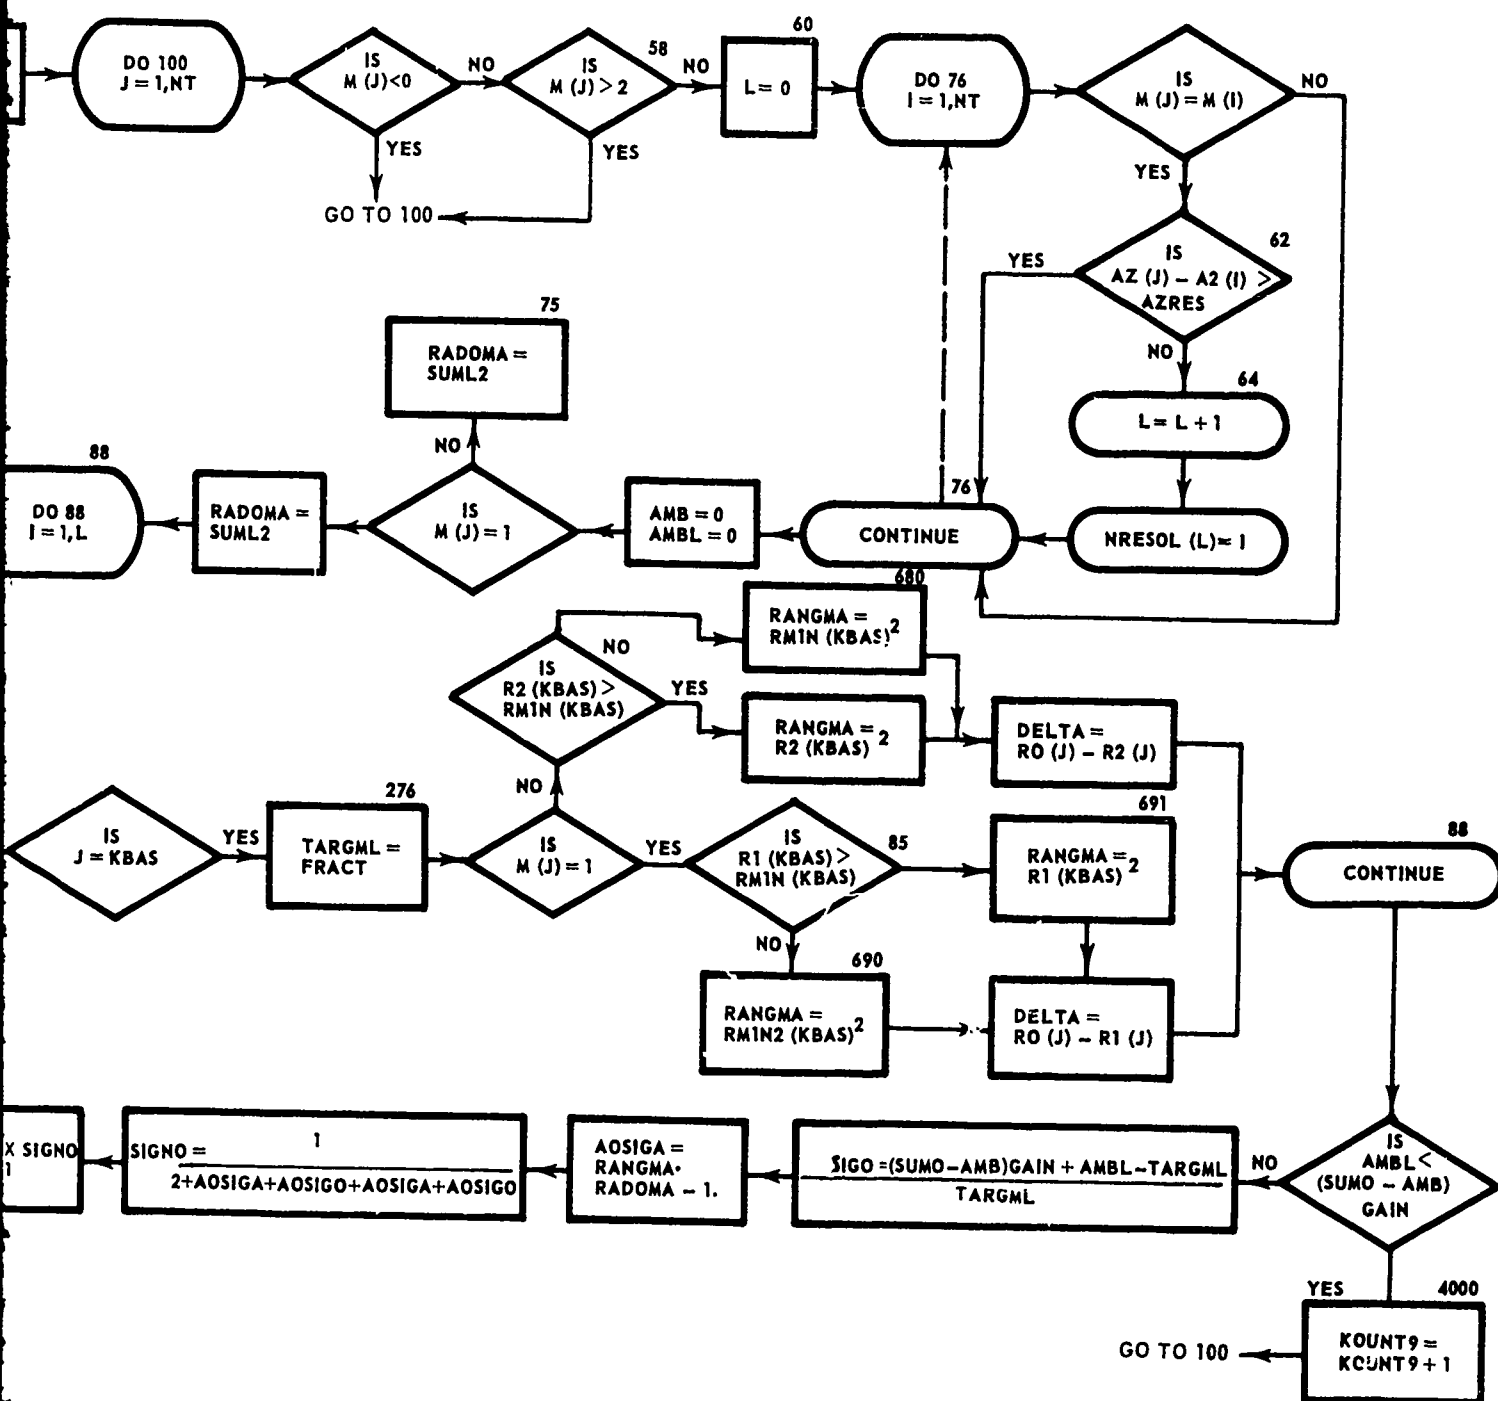 DO 100
J = 1,NT
IS
M (J)<0
NO
YES
58
IS
M (J) > 2
NO
YES
GO TO 100
60
L = 0
DO 76
I = 1,NT
IS
M (J) = M (I)
NO
YES
62
IS
AZ (J) – A2 (I) >
AZRES
YES
NO
64
L = L + 1
NRESOL (L)= 1
76
CONTINUE
AMB = 0
AMBL = 0
IS
M (J) = 1
NO
75
RADOMA =
SUML2
RADOMA =
SUML2
88
DO 88
I = 1,L
680
RANGMA =
RM1N (KBAS)2
IS
R2 (KBAS) >
RM1N (KBAS)
NO
YES
RANGMA = 2
R2 (KBAS)
DELTA =
RO (J) – R2 (J)
NO
IS
J = KBAS
YES
276
TARGML =
FRACT
IS
M (J) = 1
YES
IS
R1 (KBAS) >
RM1N (KBAS)
85
NO
691
RANGMA = 2
R1 (KBAS)
88
CONTINUE
690
RANGMA =
RM1N2 (KBAS)2
DELTA =
RO (J) – R1 (J)
X SIGNO
1
SIGNO = 1
2+AOSIGA+AOSIGO+AOSIGA+AOSIGO
AOSIGA =
RANGMA·
RADOMA – 1.
SIGO =(SUMO–AMB)GAIN + AMBL–TARGML
TARGML
NO
IS
AMBL <
(SUMO – AMB)
GAIN
YES
4000
KOUNT9 =
KOUNT9 + 1
GO TO 100